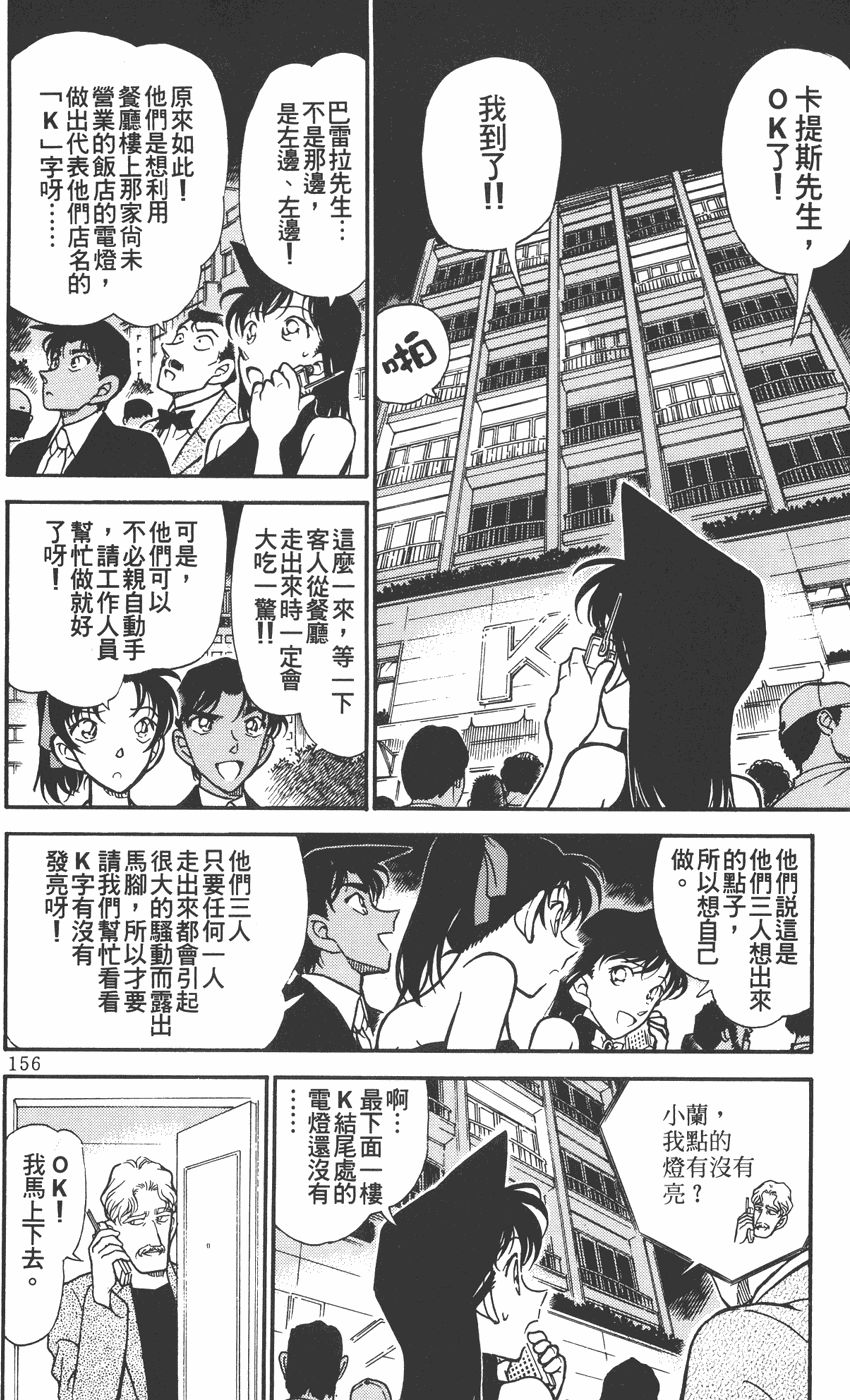 卡提斯先生，
OK了！
我到了!!
啪
K
巴雷拉先生…
不是那邊，
是左邊、左邊！
原來如此！
他們是想利用
餐廳樓上那家尚未
營業的飯店的電燈，
做出代表他們店名的
「K」字呀……
這麼一來，等一下
客人從餐廳
走出來時一定會
大吃一驚!!
可是，
他們可以
不必親自動手
，請工作人員
幫忙做就好
了呀！
他們說這是
他們三人想出來
的點子，
所以想自己
做。
他們三人
只要任何一人
走出來都會引起
很大的騷動而露出
馬腳，所以才要
請我們幫忙看看
K字有沒有
發亮呀！
156
小蘭，
我點的
燈有沒有
亮？
啊…
最下面一樓
K結尾處的
電燈還沒有
……
OK！
我馬上下去。